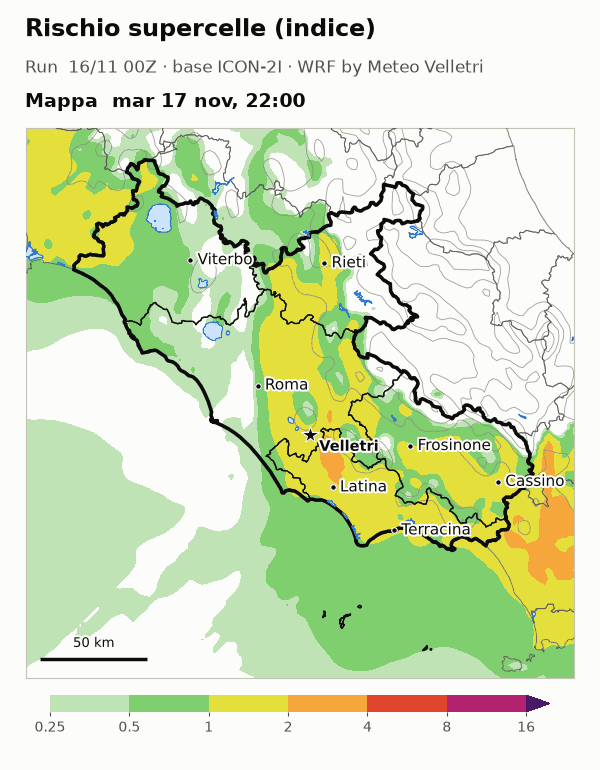 Rischio supercelle (indice)
Run 16/11 00Z · base ICON-2I · WRF by Meteo Velletri
Mappa mar 17 nov, 22:00
Viterbo
Rieti
Roma
Velletri
Frosinone
Cassino
Latina
Terracina
50 km
0.25 0.5 1 2 4 8 16